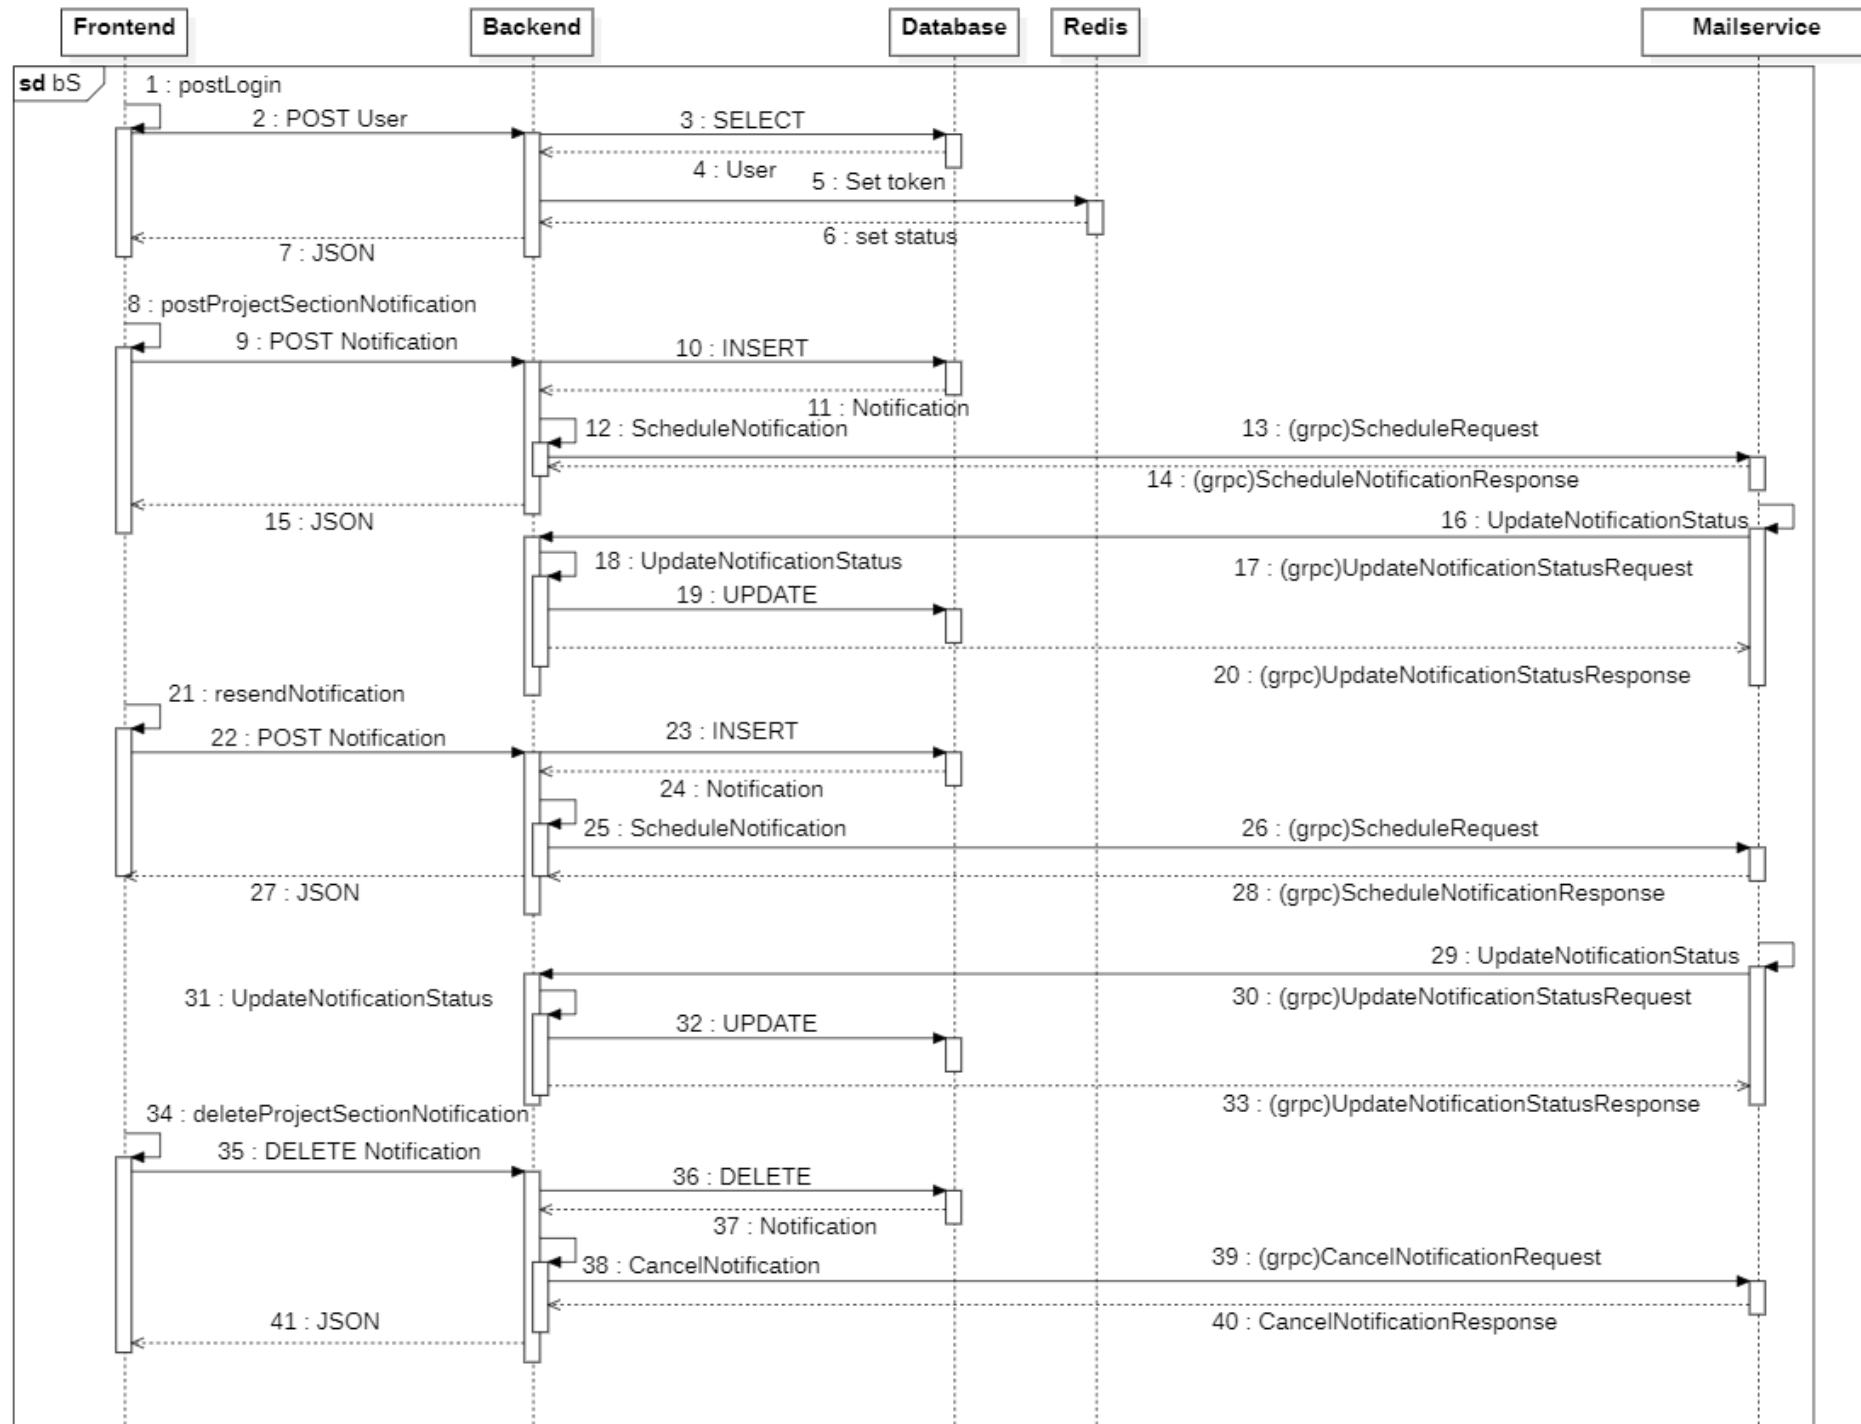 Frontend
Backend
Database
Redis
Mailservice
sd bS
1 : postLogin
2 : POST User
3 : SELECT
4 : User
5 : Set token
6 : set status
7 : JSON
8 : postProjectSectionNotification
9 : POST Notification
10 : INSERT
11 : Notification
12 : ScheduleNotification
13 : (grpc)ScheduleRequest
14 : (grpc)ScheduleNotificationResponse
15 : JSON
16 : UpdateNotificationStatus
17 : (grpc)UpdateNotificationStatusRequest
18 : UpdateNotificationStatus
19 : UPDATE
20 : (grpc)UpdateNotificationStatusResponse
21 : resendNotification
22 : POST Notification
23 : INSERT
24 : Notification
25 : ScheduleNotification
26 : (grpc)ScheduleRequest
27 : JSON
28 : (grpc)ScheduleNotificationResponse
29 : UpdateNotificationStatus
30 : (grpc)UpdateNotificationStatusRequest
31 : UpdateNotificationStatus
32 : UPDATE
33 : (grpc)UpdateNotificationStatusResponse
34 : deleteProjectSectionNotification
35 : DELETE Notification
36 : DELETE
37 : Notification
38 : CancelNotification
39 : (grpc)CancelNotificationRequest
40 : CancelNotificationResponse
41 : JSON